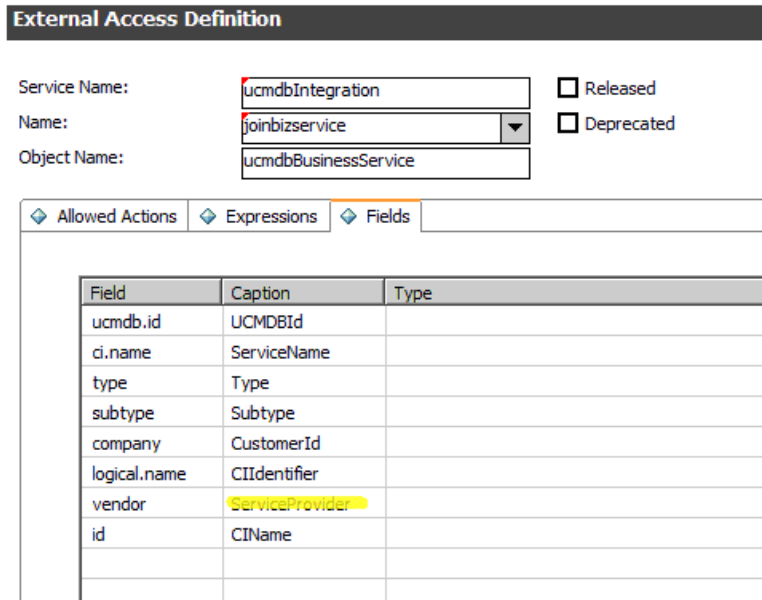 External Access Definition
Service Name: ucmdbIntegration Released
Name: joinbizservice Deprecated
Object Name: ucmdbBusinessService
Allowed Actions Expressions Fields
Field Caption Type
ucmdb.id UCMDBId
ci.name ServiceName
type Type
subtype Subtype
company CustomerId
logical.name CIIdentifier
vendor ServiceProvider
id CIName